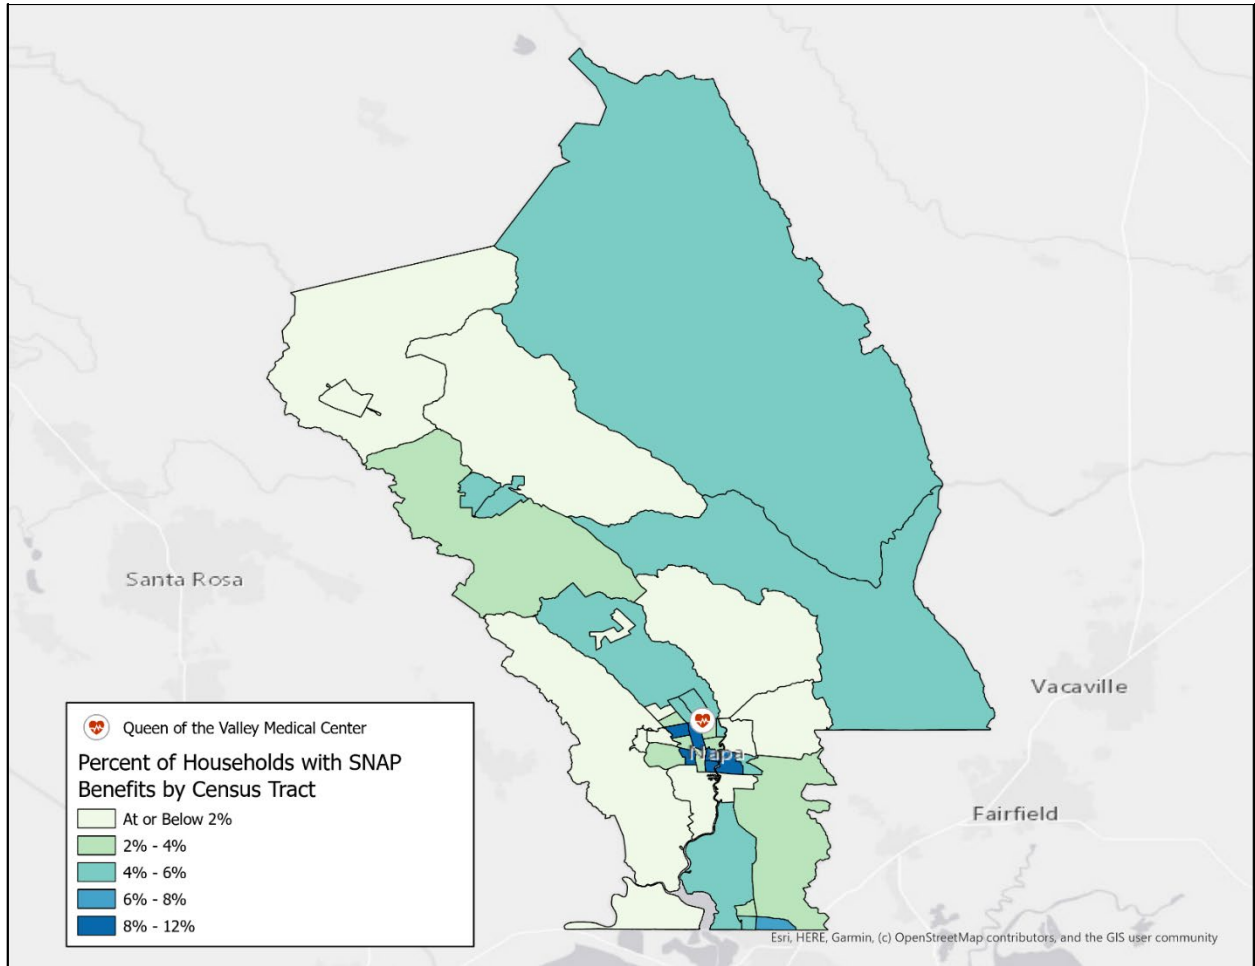 Santa Rosa
Vacaville
Napa
Fairfield
Queen of the Valley Medical Center
Percent of Households with SNAP
Benefits by Census Tract
At or Below 2%
2% - 4%
4% - 6%
6% - 8%
8% - 12%
Esri, HERE, Garmin, (c) OpenStreetMap contributors, and the GIS user community